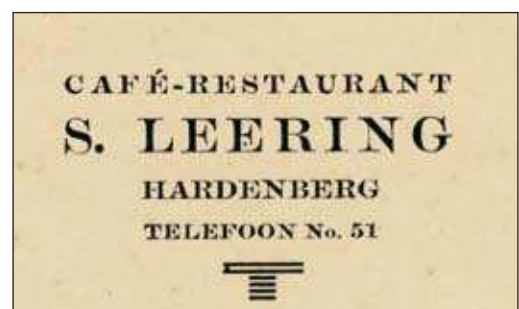 CAFÉ-RESTAURANT
S. LEERING
HARDENBERG
TELEFOON No. 51